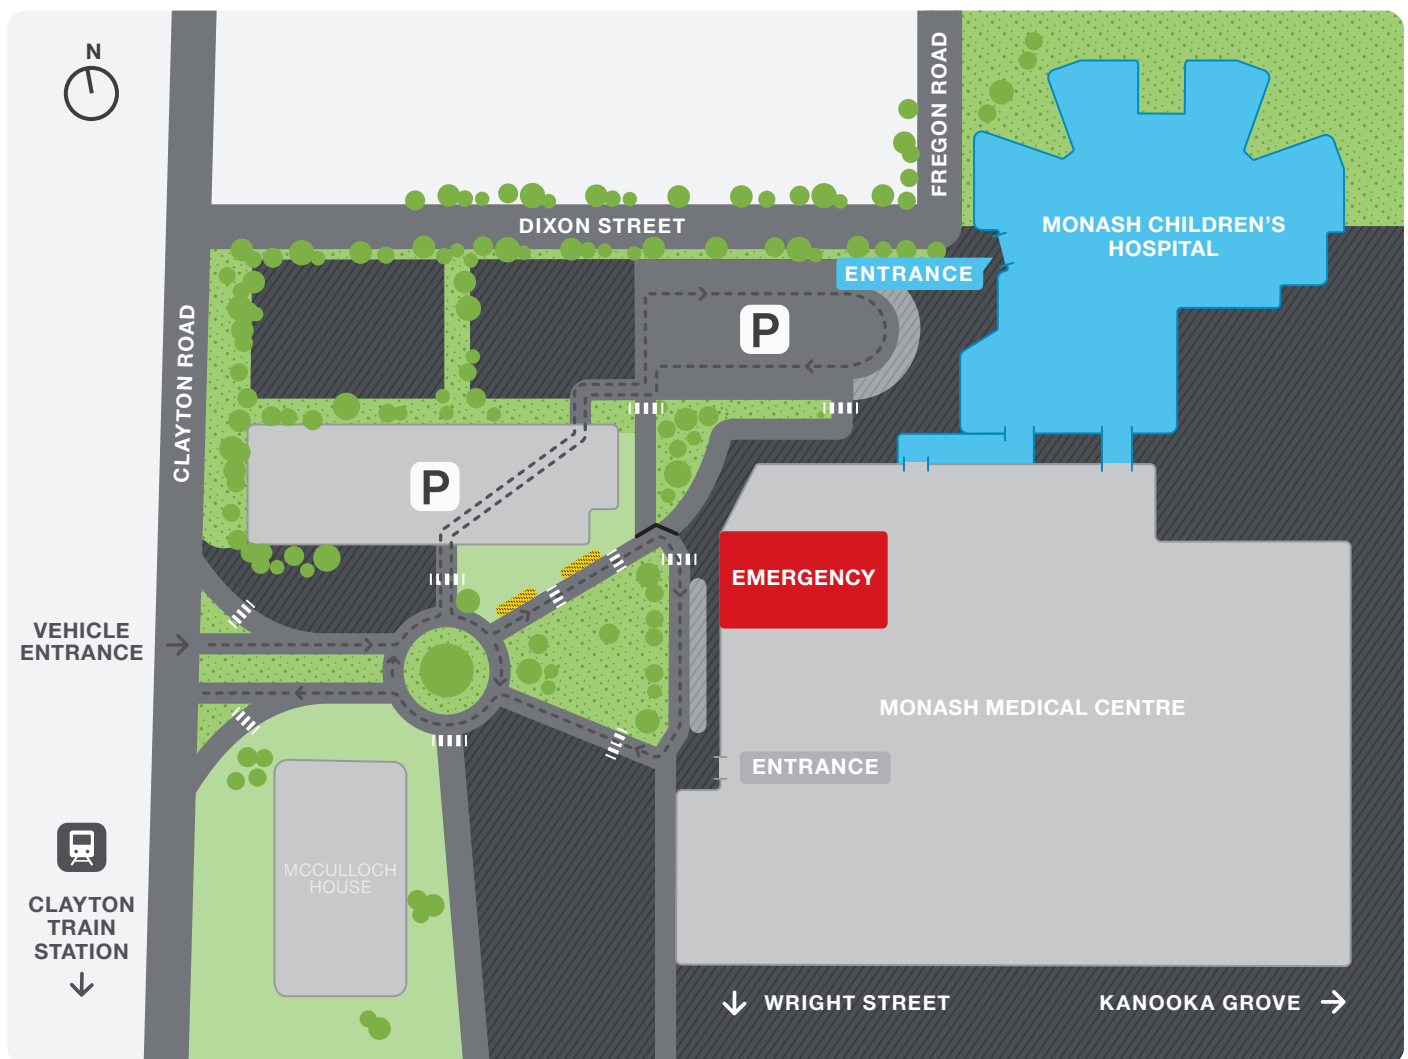 N
FREGON ROAD
DIXON STREET
MONASH CHILDREN'S
HOSPITAL
ENTRANCE
P
CLAYTON ROAD
P
EMERGENCY
VEHICLE
ENTRANCE
MONASH MEDICAL CENTRE
ENTRANCE
MCCULLOCH
HOUSE
CLAYTON
TRAIN
STATION
WRIGHT STREET
KANOOKA GROVE